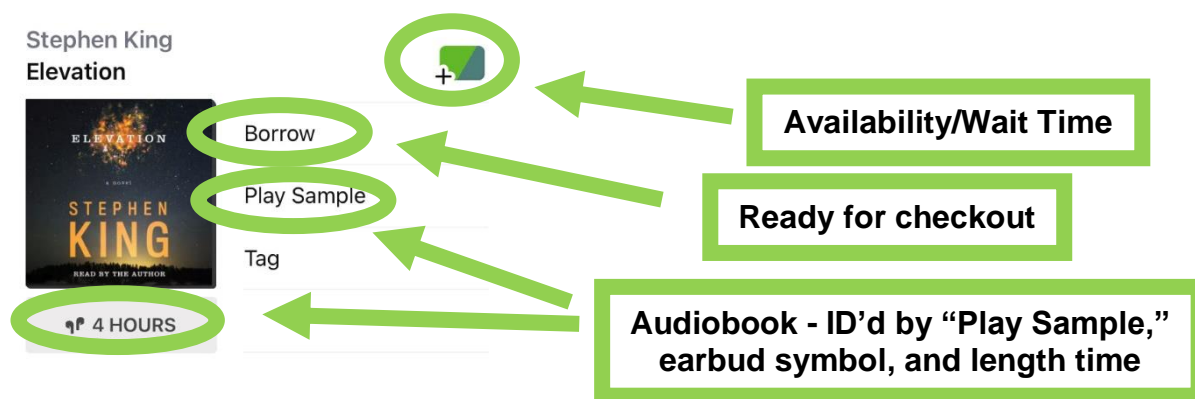 Stephen King
Elevation
+
ELEVATION
A NOVEL
STEPHEN
KING
READ BY THE AUTHOR
4 HOURS
Borrow
Play Sample
Tag
Availability/Wait Time
Ready for checkout
Audiobook - ID’d by “Play Sample,”
earbud symbol, and length time